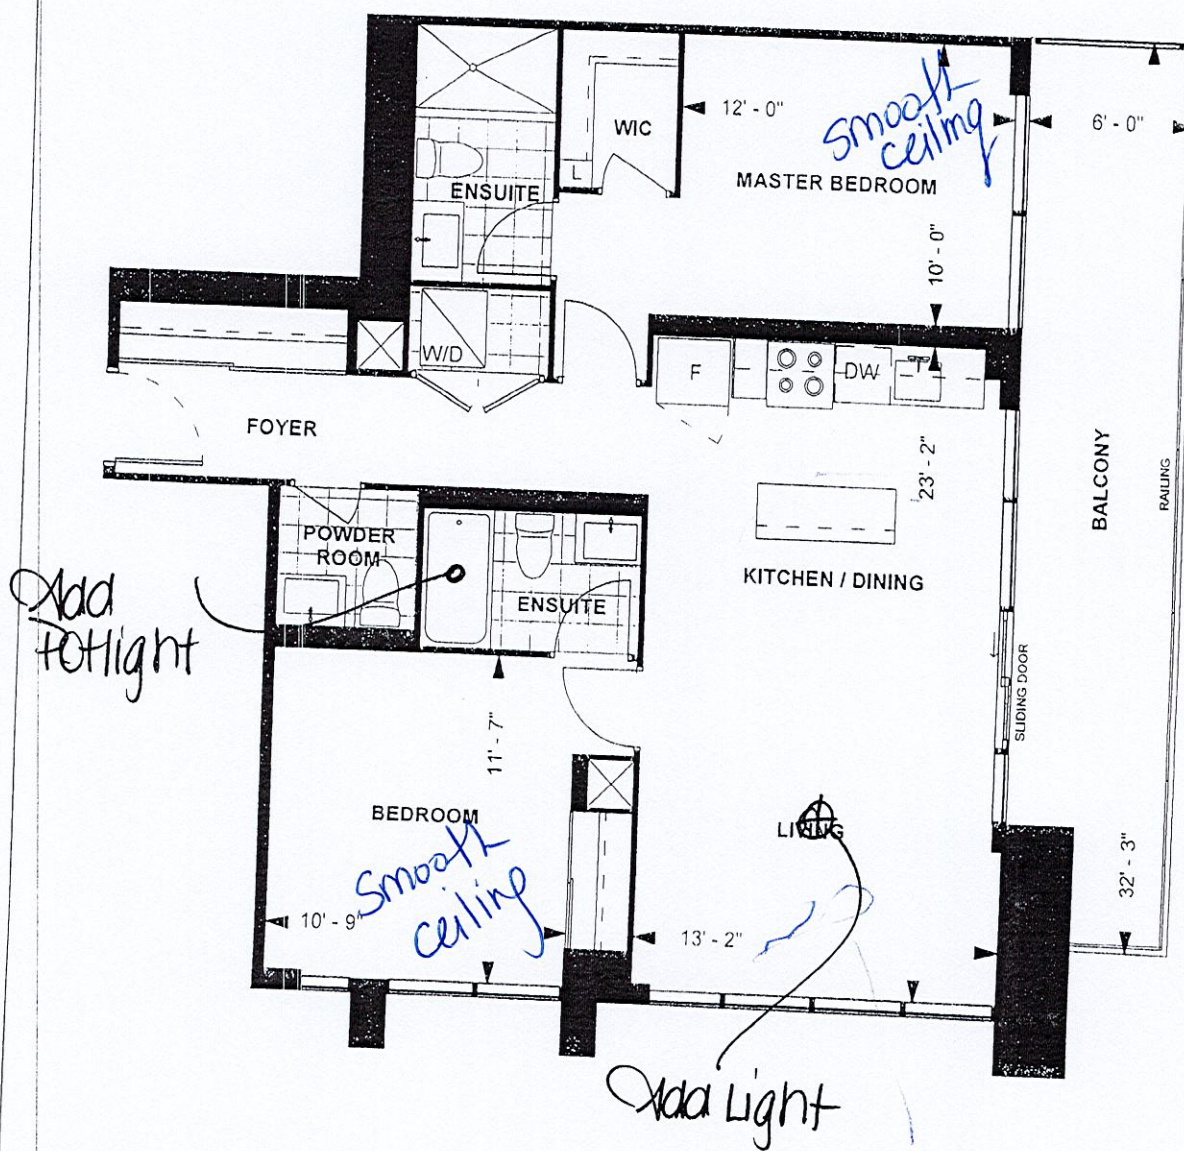 smooth
ceiling
12' - 0"
6' - 0"
WIC
MASTER BEDROOM
L
ENSUITE
10' - 0"
W/D
F
DW
FOYER
23' - 2"
BALCONY
RAILING
POWDER
ROOM
KITCHEN / DINING
Add
potlight
ENSUITE
SLIDING DOOR
11' - 7"
BEDROOM
LIVING
smooth
ceiling
32' - 3"
10' - 9"
13' - 2"
Add Light